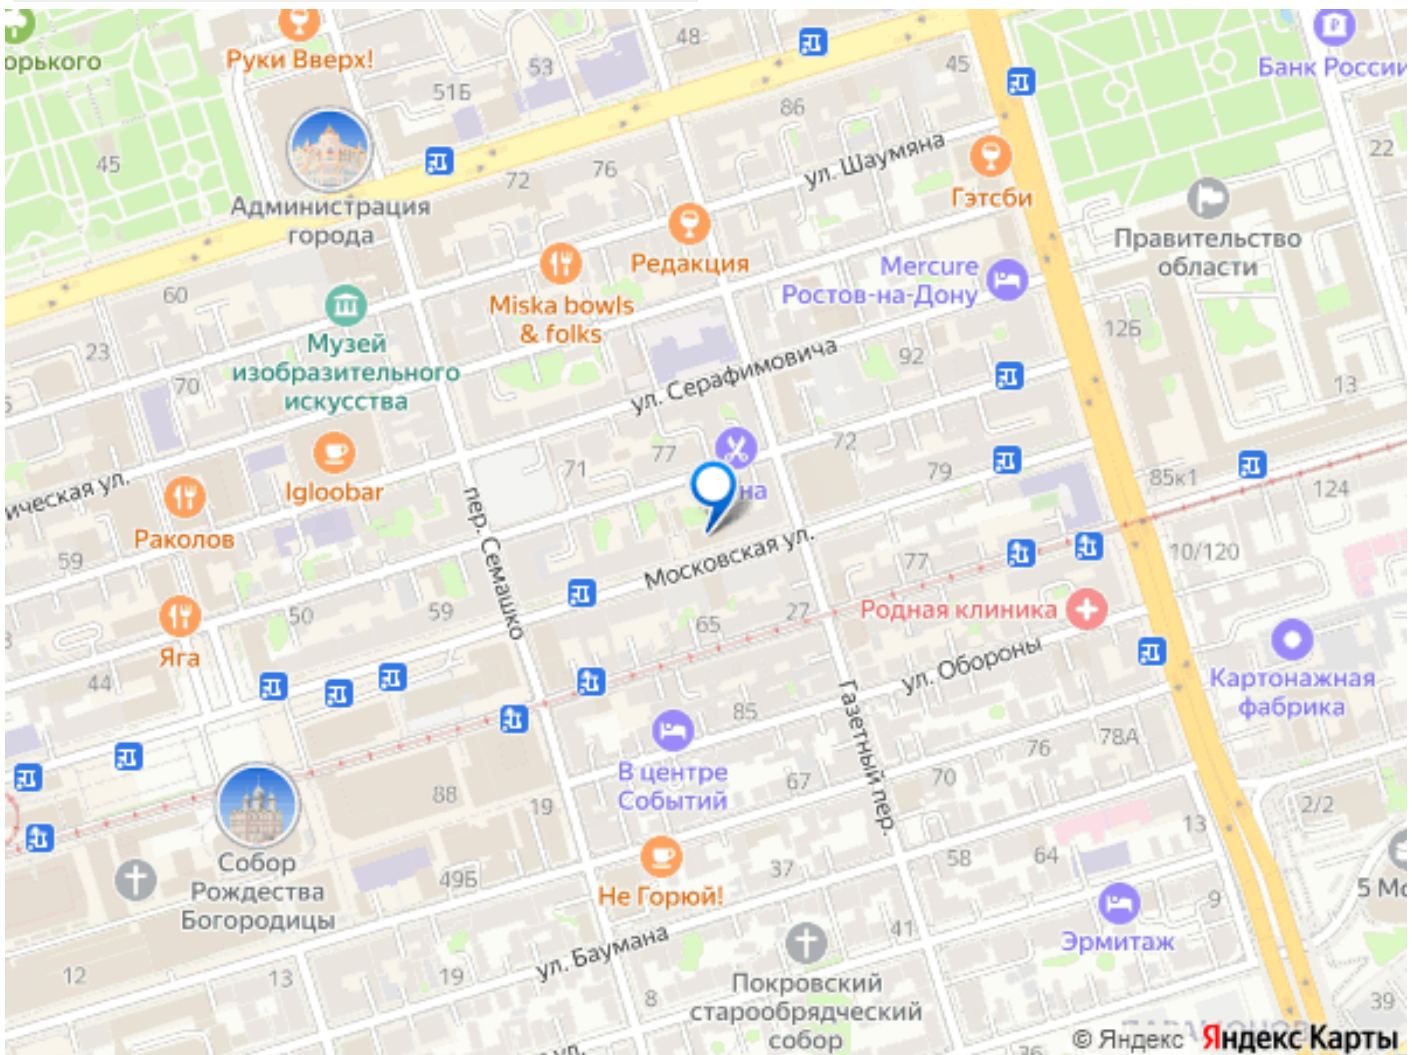 Руки Вверх!
48
45
Банк России
орького
53
51Б
86
45
76
72
ул. Шаумяна
22
Гэтсби
Администрация
города
Редакция
Правительство
области
Mercure
Ростов-на-Дону
60
Miska bowls
& folks
126
23
Музей
изобразительного
искусства
70
ул. Серафимовича
92
13
77
72
71
79
85к1
124
Igloobar
на
ическая ул.
Раколов
пер. Семашко
Московская ул.
59
77
10/120
50
59
65
27
Родная клиника
Яга
ул. Обороны
44
Картонажная
фабрика
Газетный пер.
85
78А
76
В центре
Событий
67
70
88
19
2/2
13
Собор
Рождества
Богородицы
49Б
37
58
64
Не Горюй!
5 Мо
9
41
Эрмитаж
ул. Баумана
12
13
19
8
Покровский
старообрядческий
собор
39
36
ул.
© Яндекс Яндекс Карты